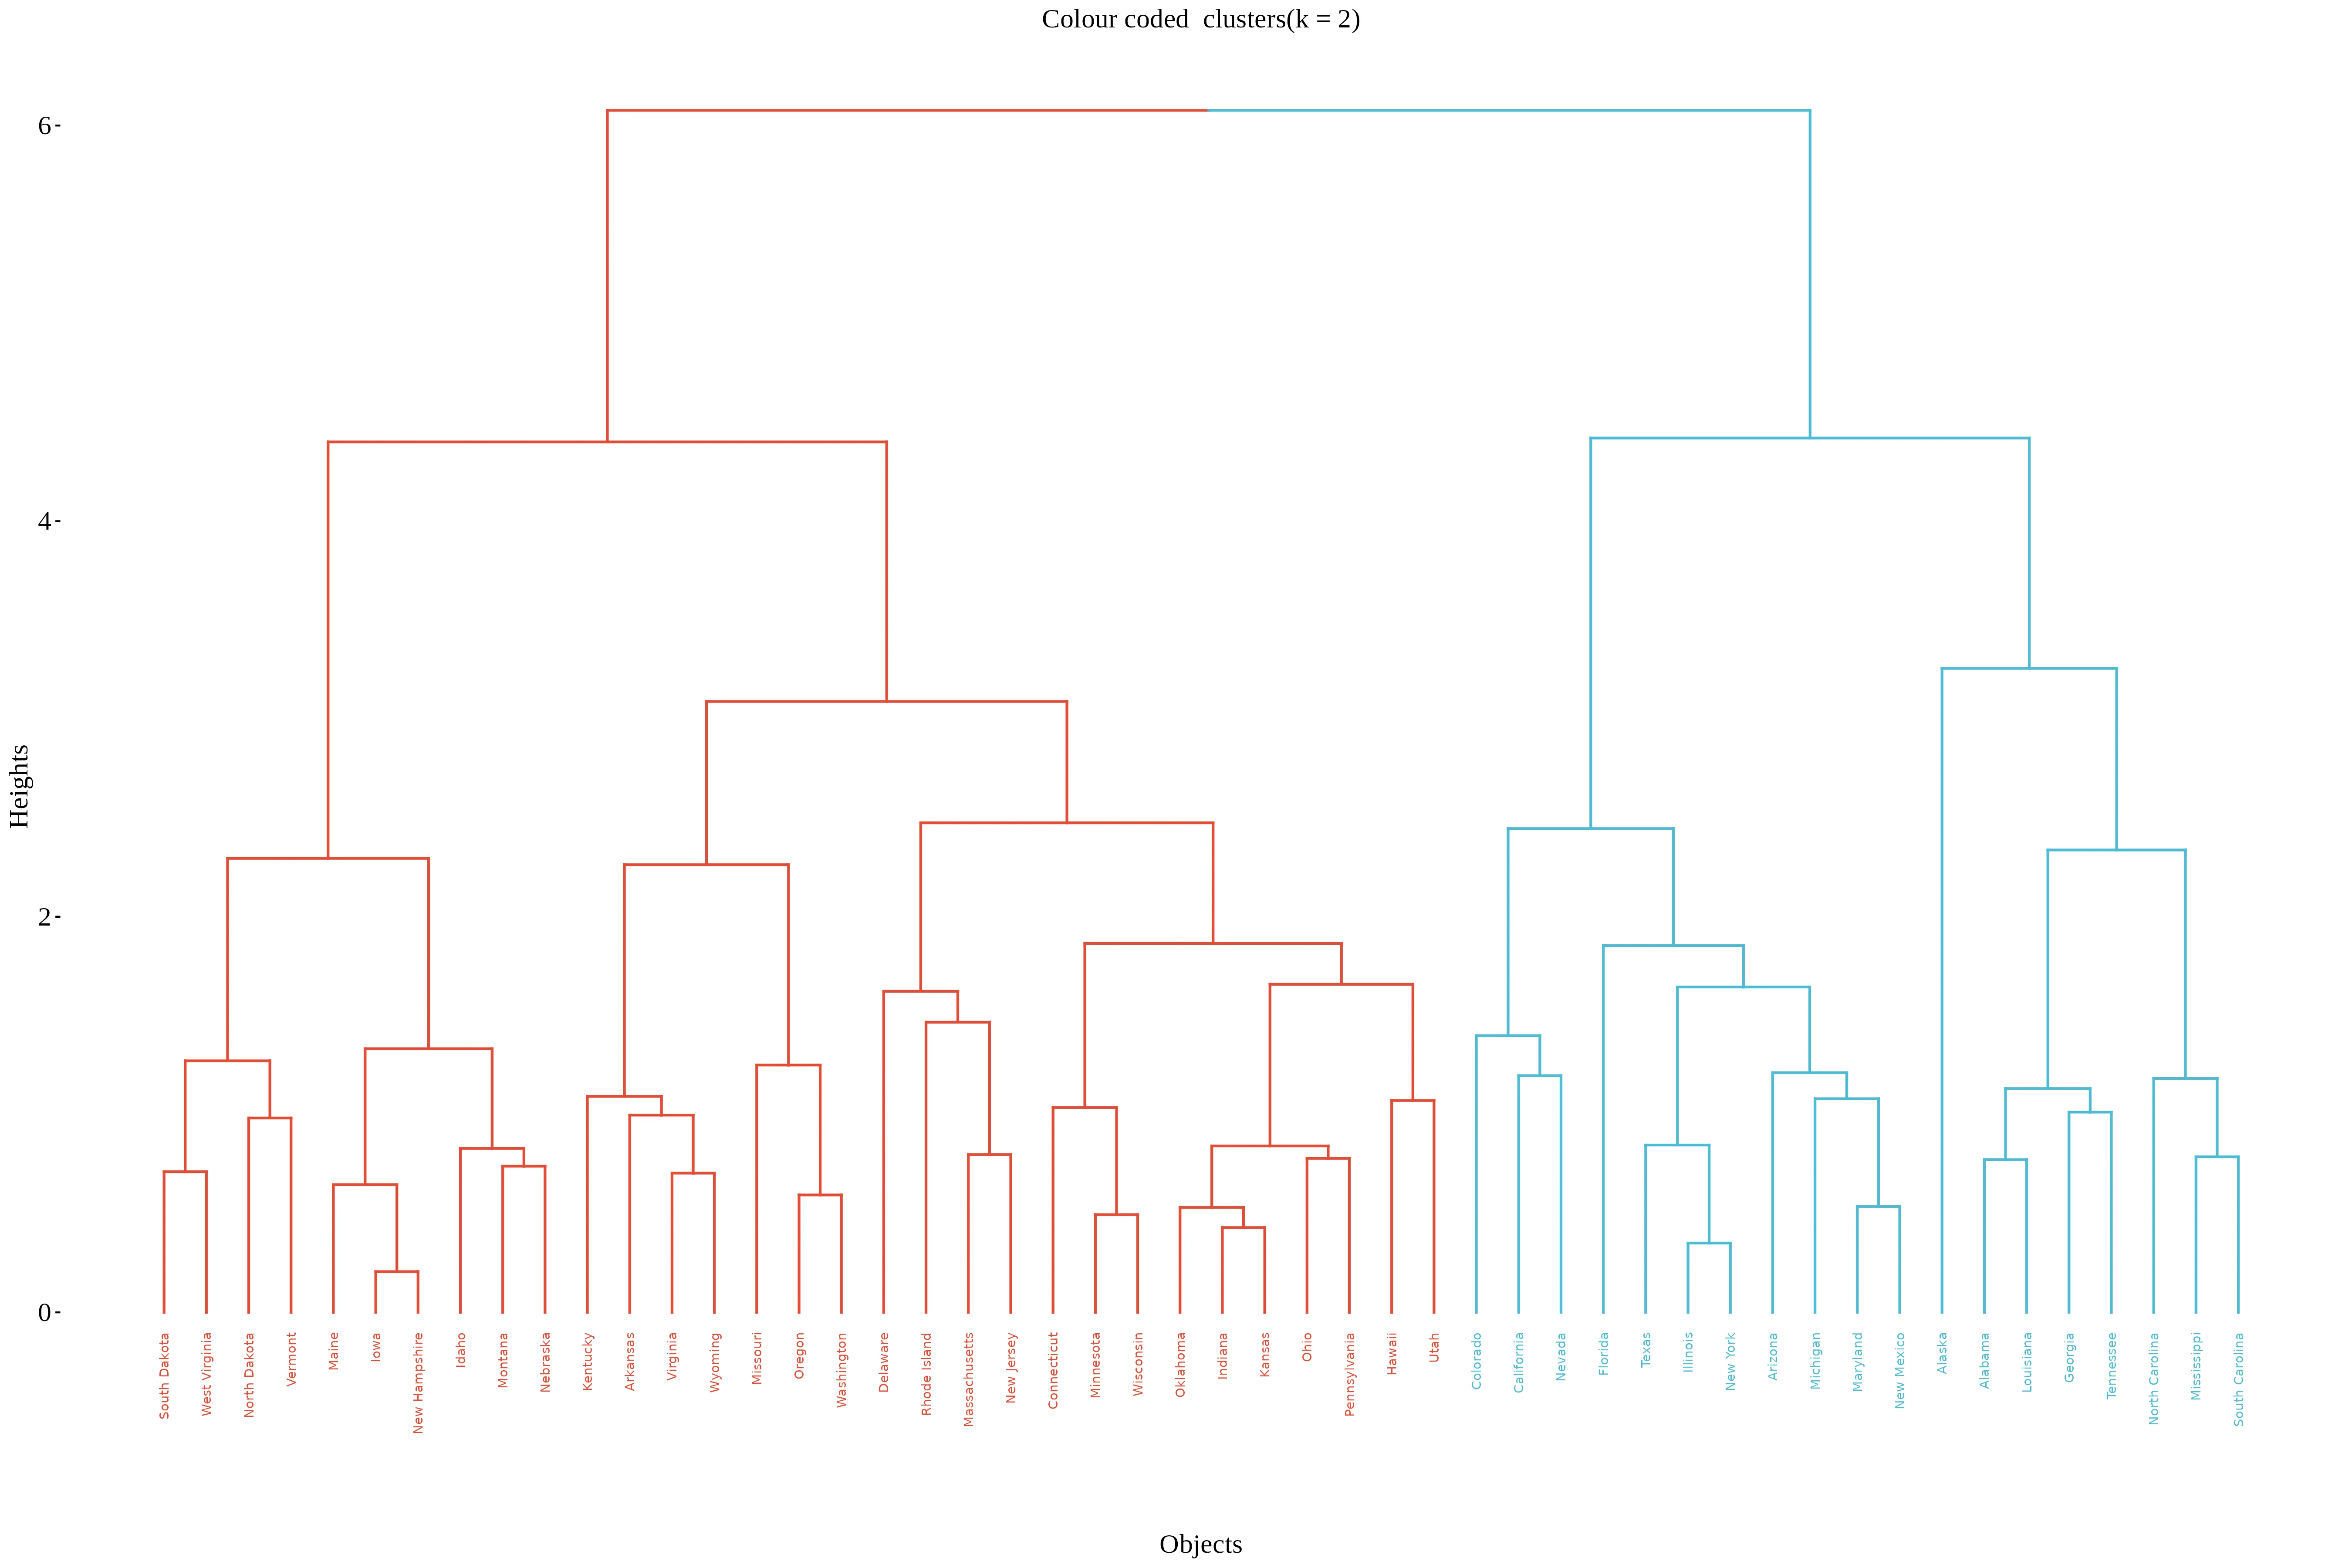 Colour coded  clusters(k = 2)
6
4
2
0
Heights
South Dakota
West Virginia
North Dakota
Vermont
Maine
Iowa
New Hampshire
Idaho
Montana
Nebraska
Kentucky
Arkansas
Virginia
Wyoming
Missouri
Oregon
Washington
Delaware
Rhode Island
Massachusetts
New Jersey
Connecticut
Minnesota
Wisconsin
Oklahoma
Indiana
Kansas
Ohio
Pennsylvania
Hawaii
Utah
Colorado
California
Nevada
Florida
Texas
Illinois
New York
Arizona
Michigan
Maryland
New Mexico
Alaska
Alabama
Louisiana
Georgia
Tennessee
North Carolina
Mississippi
South Carolina
Objects